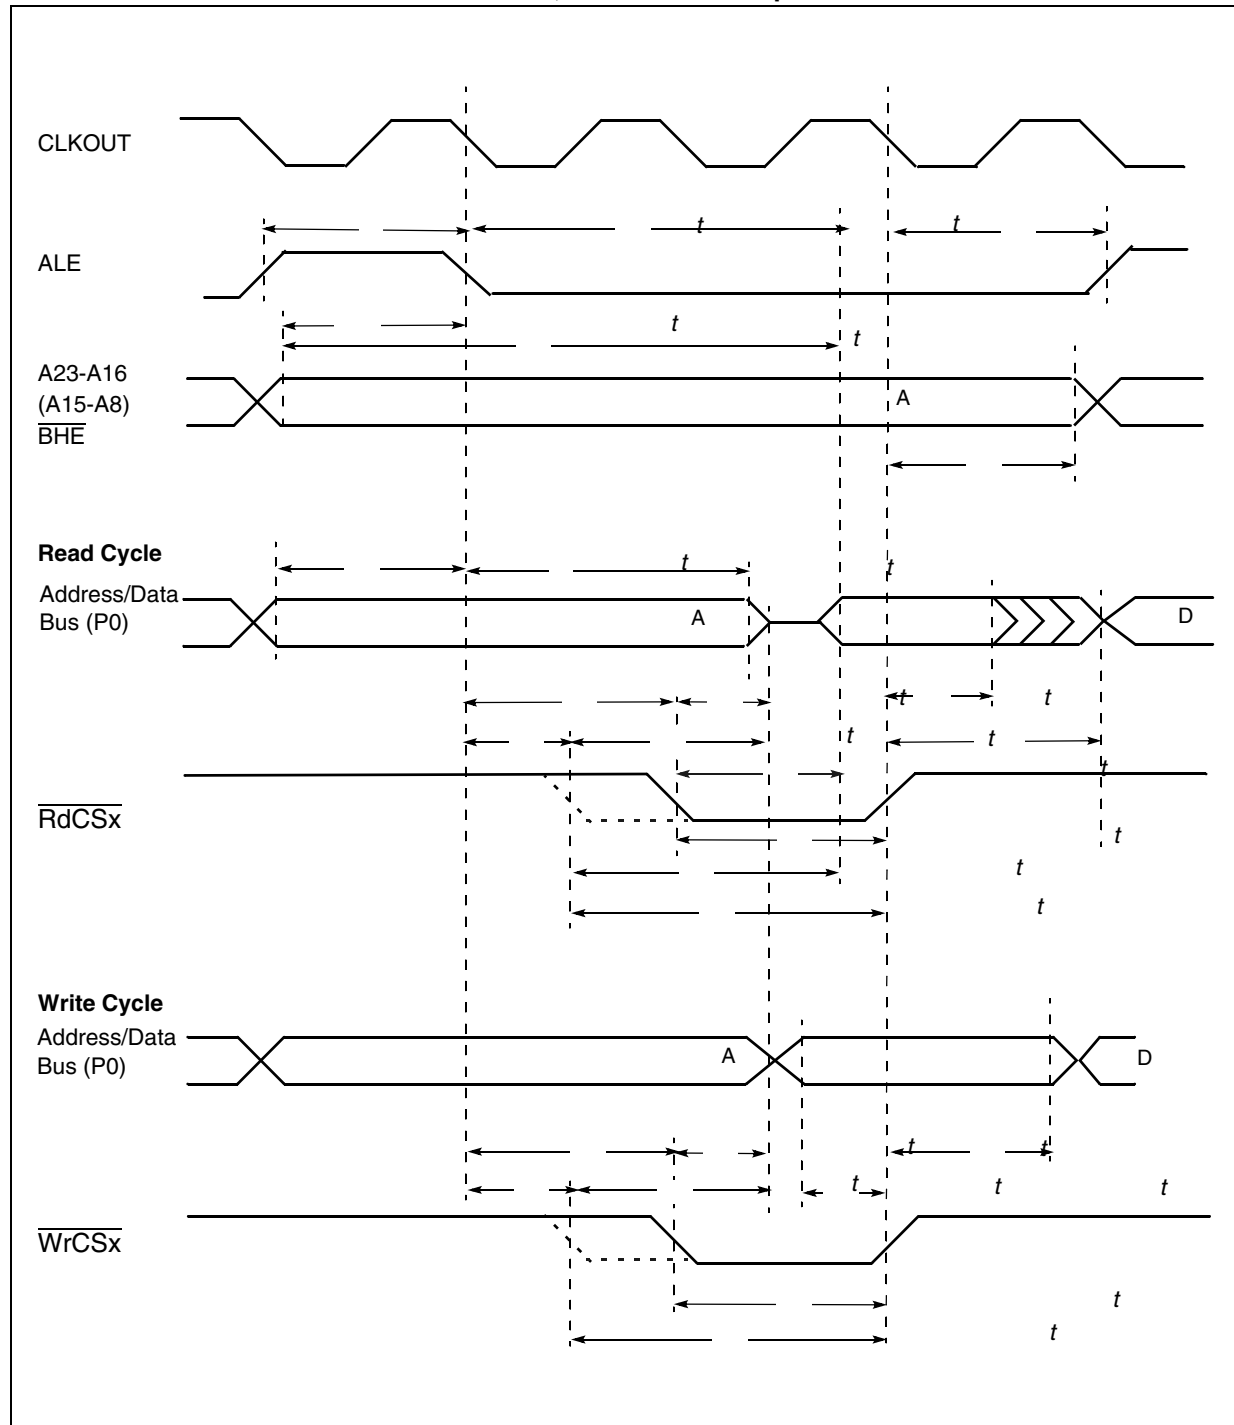 CLKOUT
t t
ALE
t
t
A23-A16
(A15-A8) A
BHE
Read Cycle t t
Address/Data
Bus (P0) A D
t t
t t
t
RdCSx
t
t
t
Write Cycle
Address/Data
Bus (P0) A D
t t
t t t
WrCSx
t
t